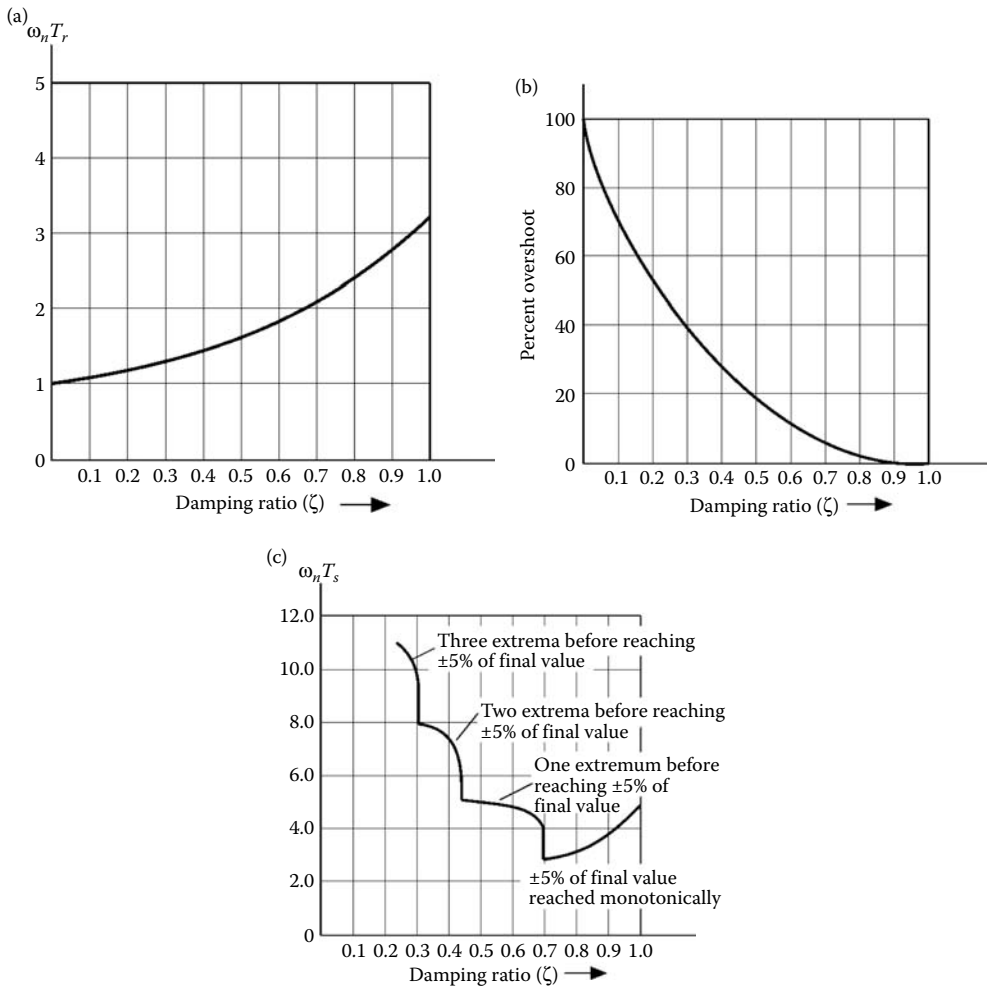 (a)
ωₙTᵣ
5
4
3
2
1
0
0.1 0.2 0.3 0.4 0.5 0.6 0.7 0.8 0.9 1.0
Damping ratio (ζ)
(b)
Percent overshoot
100
80
60
40
20
0
0.1 0.2 0.3 0.4 0.5 0.6 0.7 0.8 0.9 1.0
Damping ratio (ζ)
(c)
ωₙTₛ
12.0
10.0
8.0
6.0
4.0
2.0
0
Three extrema before reaching
±5% of final value
Two extrema before reaching
±5% of final value
One extremum before
reaching ±5% of
final value
±5% of final value
reached monotonically
0.1 0.2 0.3 0.4 0.5 0.6 0.7 0.8 0.9 1.0
Damping ratio (ζ)